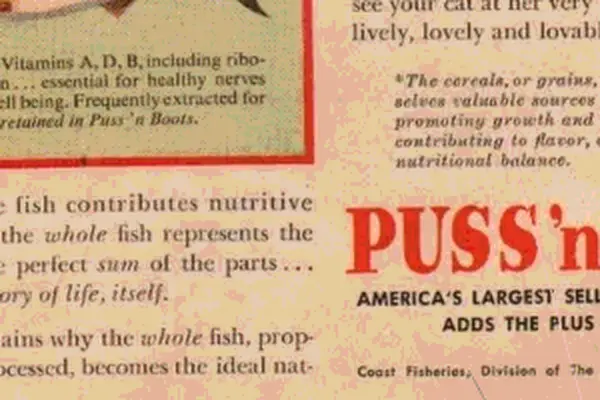 Vitamins A, D, B, including ribo-
n... essential for healthy nerves
ell being. Frequently extracted for
retained in Puss 'n Boots.
e fish contributes nutritive
the whole fish represents the
e perfect sum of the parts...
ory of life, itself.
ains why the whole fish, prop-
ocessed, becomes the ideal nat-
see your cat at her very
lively, lovely and lovabl
*The cereals, or grains,
selves valuable sources
promoting growth and
contributing to flavor,
nutritional balance.
PUSS 'n
AMERICA'S LARGEST SELL
ADDS THE PLUS
Coast Fisheries, Division of The